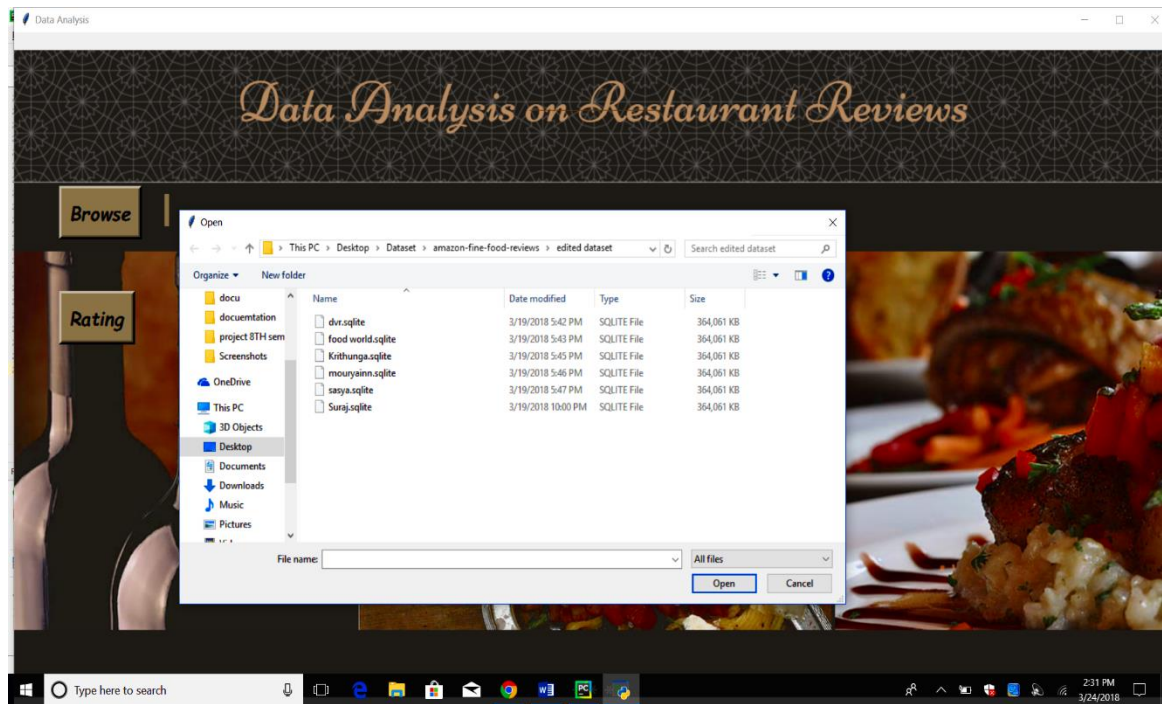 Data Analysis
Data Analysis on Restaurant Reviews
Browse
Rating
Open
This PC > Desktop > Dataset > amazon-fine-food-reviews > edited dataset
Search edited dataset
Organize
New folder
docu
docuemtation
project 8TH sem
Screenshots
OneDrive
This PC
3D Objects
Desktop
Documents
Downloads
Music
Pictures
Name Date modified Type Size
dvr.sqlite 3/19/2018 5:42 PM SQLITE File 364,061 KB
food world.sqlite 3/19/2018 5:43 PM SQLITE File 364,061 KB
Krithunga.sqlite 3/19/2018 5:45 PM SQLITE File 364,061 KB
mouryainn.sqlite 3/19/2018 5:46 PM SQLITE File 364,061 KB
sasya.sqlite 3/19/2018 5:47 PM SQLITE File 364,061 KB
Suraj.sqlite 3/19/2018 10:00 PM SQLITE File 364,061 KB
File name:
All files
Open
Cancel
Type here to search
2:31 PM
3/24/2018